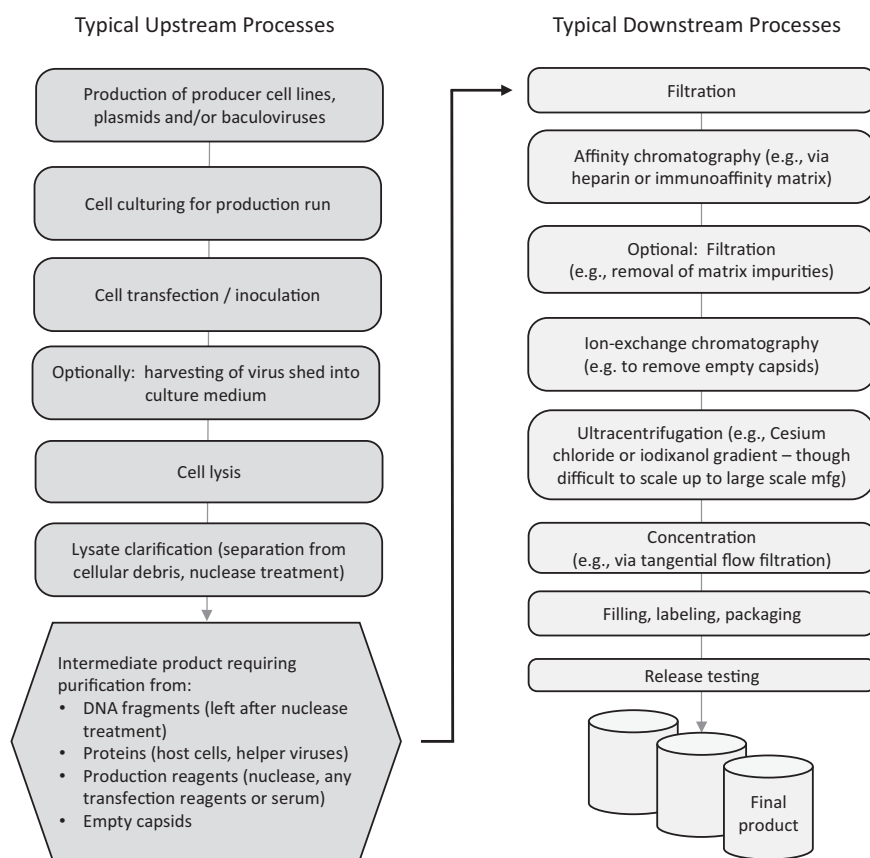 Typical Upstream Processes
Production of producer cell lines,
plasmids and/or baculoviruses
Cell culturing for production run
Cell transfection / inoculation
Optionally:  harvesting of virus shed into
culture medium
Cell lysis
Lysate clarification (separation from
cellular debris, nuclease treatment)
Intermediate product requiring
purification from:
• DNA fragments (left after nuclease
treatment)
• Proteins (host cells, helper viruses)
• Production reagents (nuclease, any
transfection reagents or serum)
• Empty capsids
Typical Downstream Processes
Filtration
Affinity chromatography (e.g., via
heparin or immunoaffinity matrix)
Optional:  Filtration
(e.g., removal of matrix impurities)
Ion-exchange chromatography
(e.g. to remove empty capsids)
Ultracentrifugation (e.g., Cesium
chloride or iodixanol gradient – though
difficult to scale up to large scale mfg)
Concentration
(e.g., via tangential flow filtration)
Filling, labeling, packaging
Release testing
Final
product